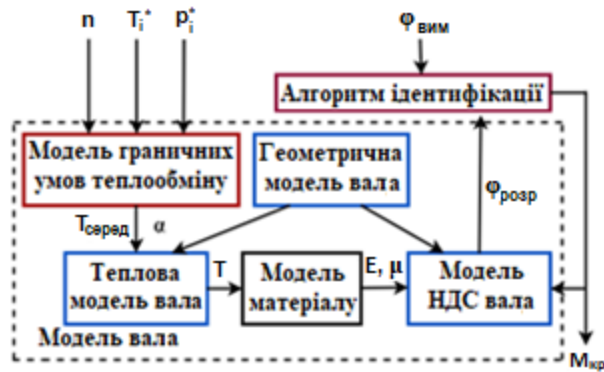 n
T*i
p*i
φвим
Алгоритм ідентифікації
Модель граничних
умов теплообміну
Геометрична
модель вала
φрозр
Tсеред
α
Теплова
модель вала
T
Модель
матеріалу
E, μ
Модель
НДС вала
Модель вала
Mкр